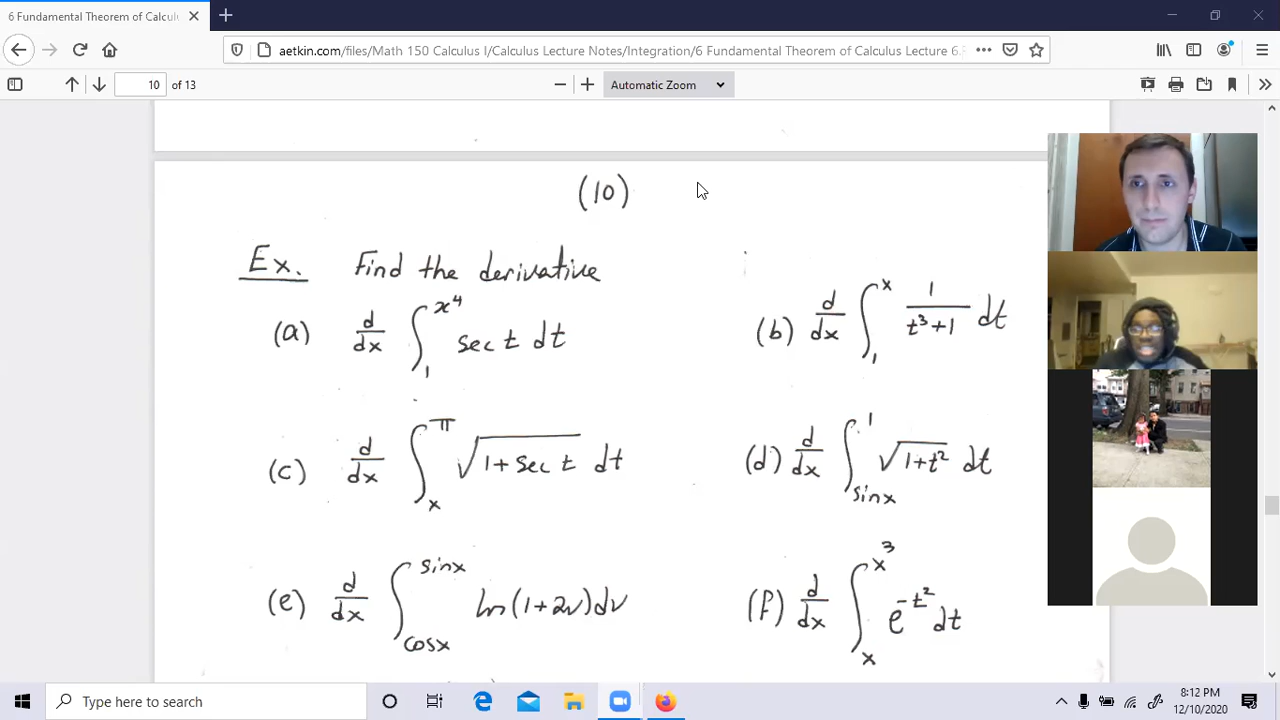 6 Fundamental Theorem of Calcul
aetkin.com/files/Math 150 Calculus I/Calculus Lecture Notes/Integration/6 Fundamental Theorem of Calculus Lecture 6.
10 of 13
Automatic Zoom
(10)
Ex. Find the derivative
(a) d/dx ∫_1^{x^4} sec t dt
(b) d/dx ∫_1^x 1/(t^3+1) dt
(c) d/dx ∫_x^π √(1+sec t) dt
(d) d/dx ∫_{sinx}^1 √(1+t^2) dt
(e) d/dx ∫_{cosx}^{sinx} ln(1+2v)dv
(f) d/dx ∫_x^{x^3} e^{-t^2} dt
Type here to search
8:12 PM
12/10/2020